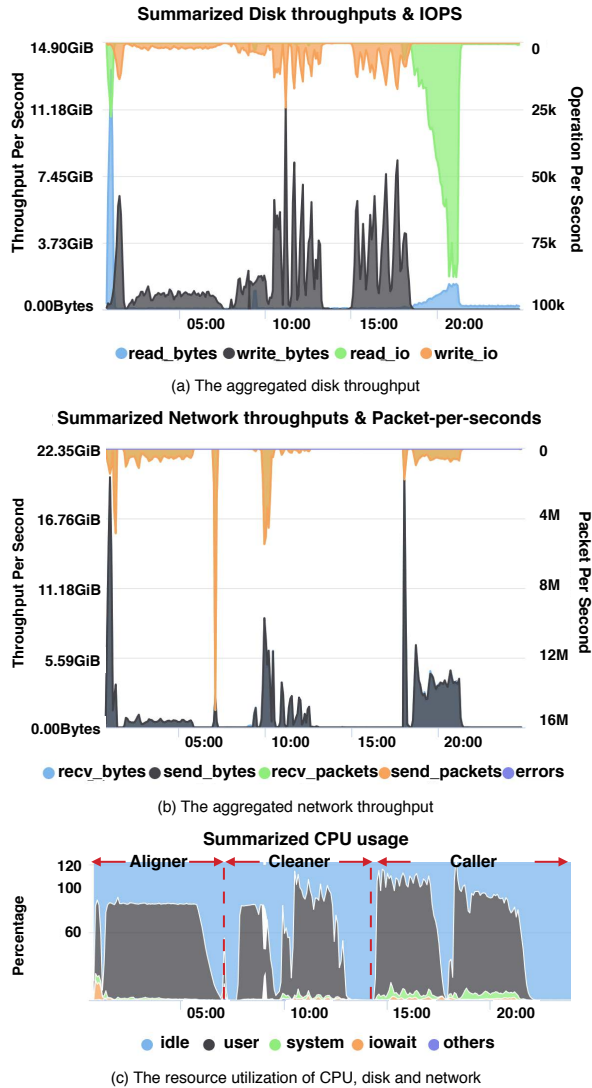 Summarized Disk throughputs & IOPS
Throughput Per Second
14.90GiB
11.18GiB
7.45GiB
3.73GiB
0.00Bytes
0
25k
50k
75k
100k
Operation Per Second
05:00 10:00 15:00 20:00
read_bytes write_bytes read_io write_io
(a) The aggregated disk throughput
Summarized Network throughputs & Packet-per-seconds
Throughput Per Second
22.35GiB
16.76GiB
11.18GiB
5.59GiB
0.00Bytes
0
4M
8M
12M
16M
Packet Per Second
05:00 10:00 15:00 20:00
recv_bytes send_bytes recv_packets send_packets errors
(b) The aggregated network throughput
Summarized CPU usage
Aligner Cleaner Caller
Percentage
120
100
60
05:00 10:00 15:00 20:00
idle user system iowait others
(c) The resource utilization of CPU, disk and network